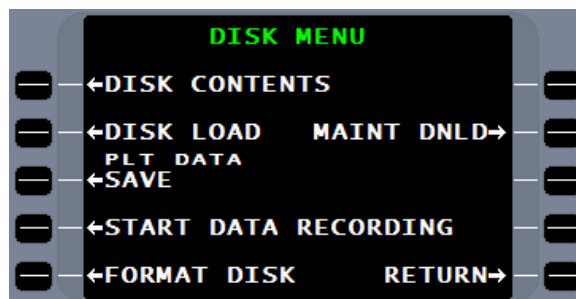 DISK MENU
←DISK CONTENTS
←DISK LOAD MAINT DNLD→
PLT DATA
←SAVE
←START DATA RECORDING
←FORMAT DISK RETURN→